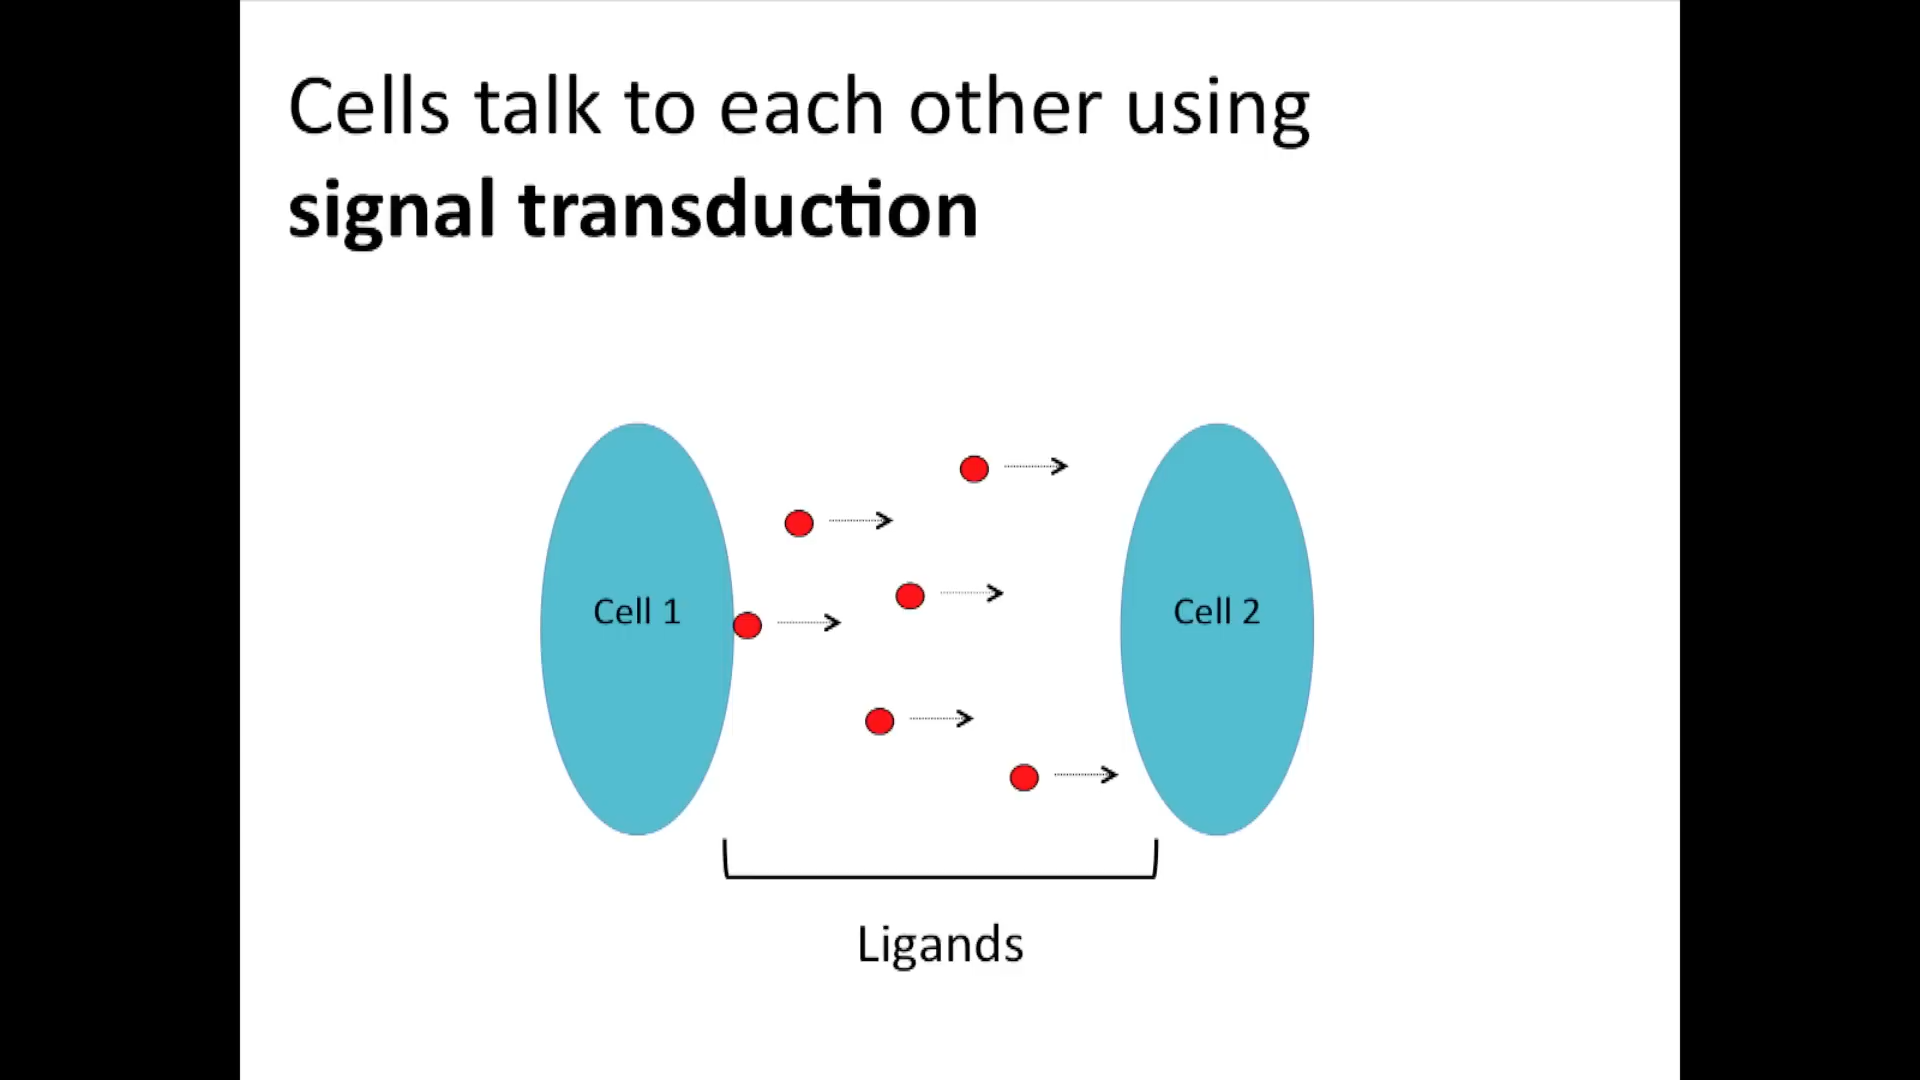 Cells talk to each other using
signal transduction
Cell 1
Cell 2
Ligands